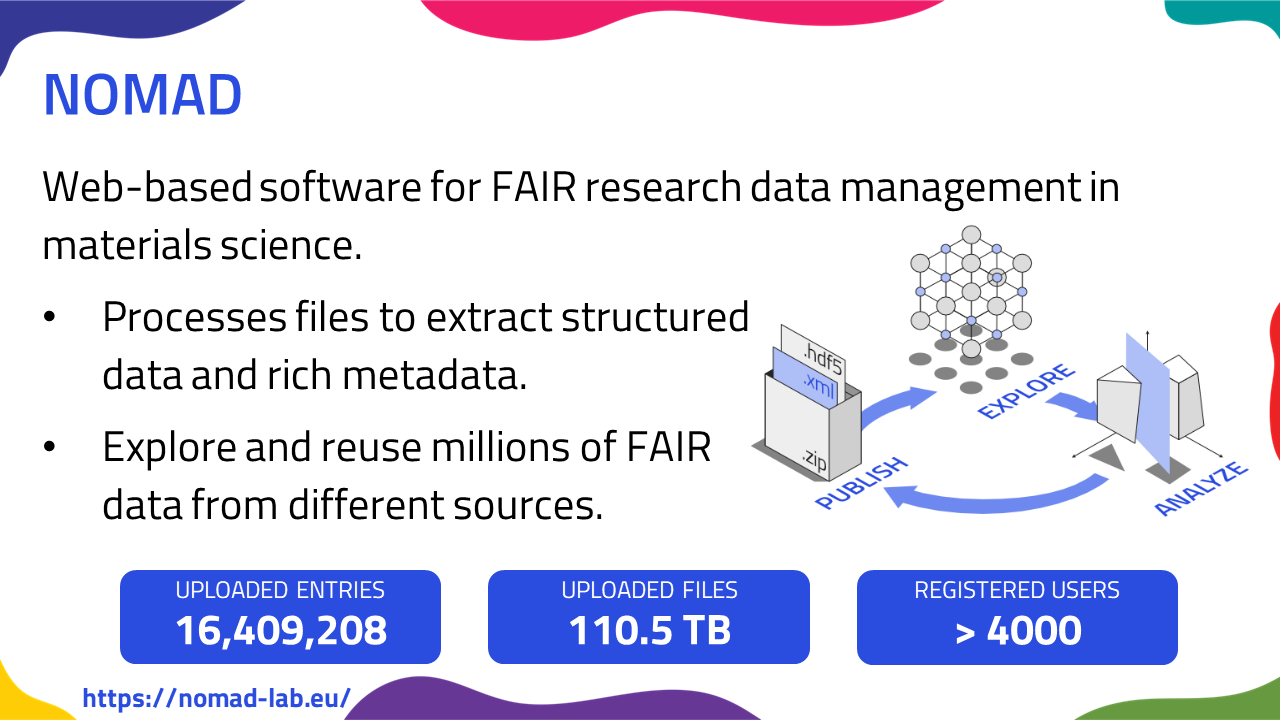 NOMAD
Web-based software for FAIR research data management in
materials science.
• Processes files to extract structured
data and rich metadata.
• Explore and reuse millions of FAIR
data from different sources.
.hdf5
.xml
.zip
PUBLISH
EXPLORE
ANALYZE
UPLOADED ENTRIES
16,409,208
UPLOADED FILES
110.5 TB
REGISTERED USERS
> 4000
https://nomad-lab.eu/